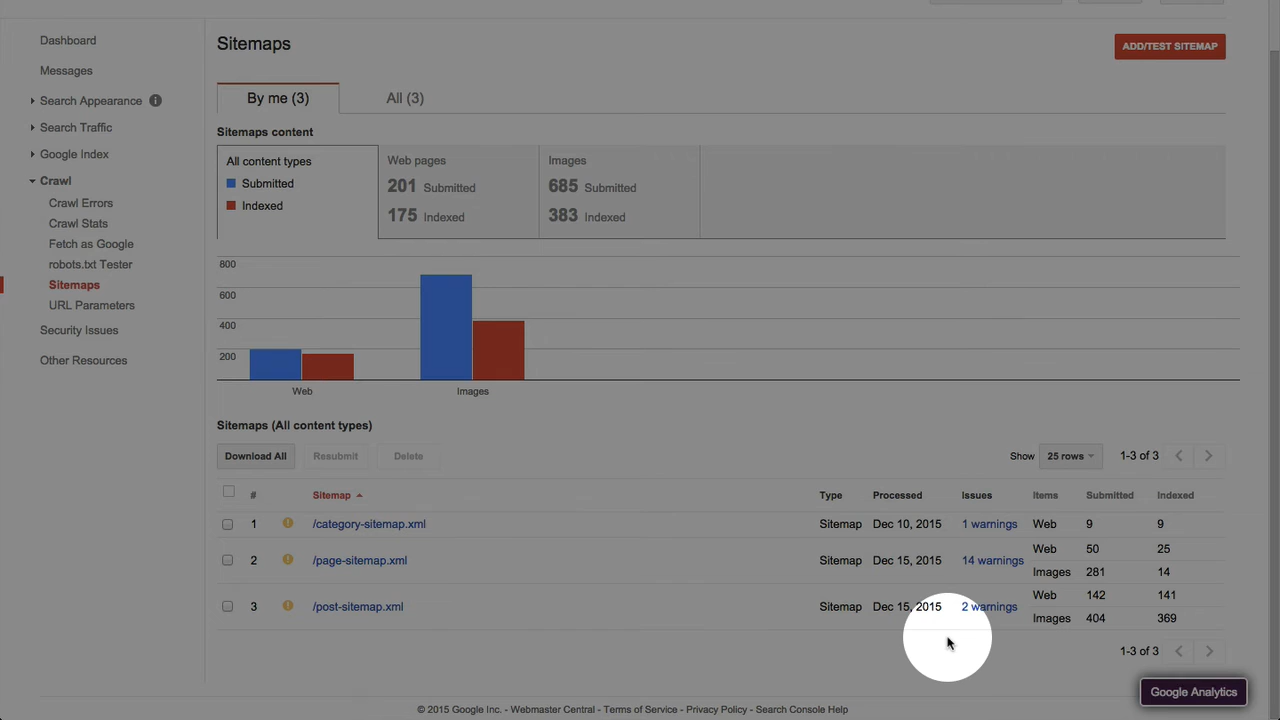 Dashboard
Messages
Search Appearance
Search Traffic
Google Index
Crawl
Crawl Errors
Crawl Stats
Fetch as Google
robots.txt Tester
Sitemaps
URL Parameters
Security Issues
Other Resources
Sitemaps
ADD/TEST SITEMAP
By me (3) All (3)
Sitemaps content
All content types
Submitted
Indexed
Web pages
201 Submitted
175 Indexed
Images
685 Submitted
383 Indexed
800
600
400
200
Web Images
Sitemaps (All content types)
Download All Resubmit Delete Show 25 rows 1-3 of 3
# Sitemap Type Processed Issues Items Submitted Indexed
1 /category-sitemap.xml Sitemap Dec 10, 2015 1 warnings Web 9 9
2 /page-sitemap.xml Sitemap Dec 15, 2015 14 warnings Web 50 25
Images 281 14
3 /post-sitemap.xml Sitemap Dec 15, 2015 2 warnings Web 142 141
Images 404 369
1-3 of 3
Google Analytics
© 2015 Google Inc. - Webmaster Central - Terms of Service - Privacy Policy - Search Console Help